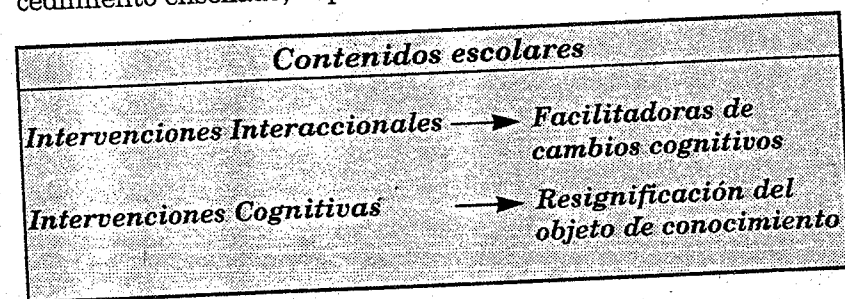 Contenidos escolares
Intervenciones Interaccionales → Facilitadoras de
cambios cognitivos
Intervenciones Cognitivas → Resignificación del
objeto de conocimiento